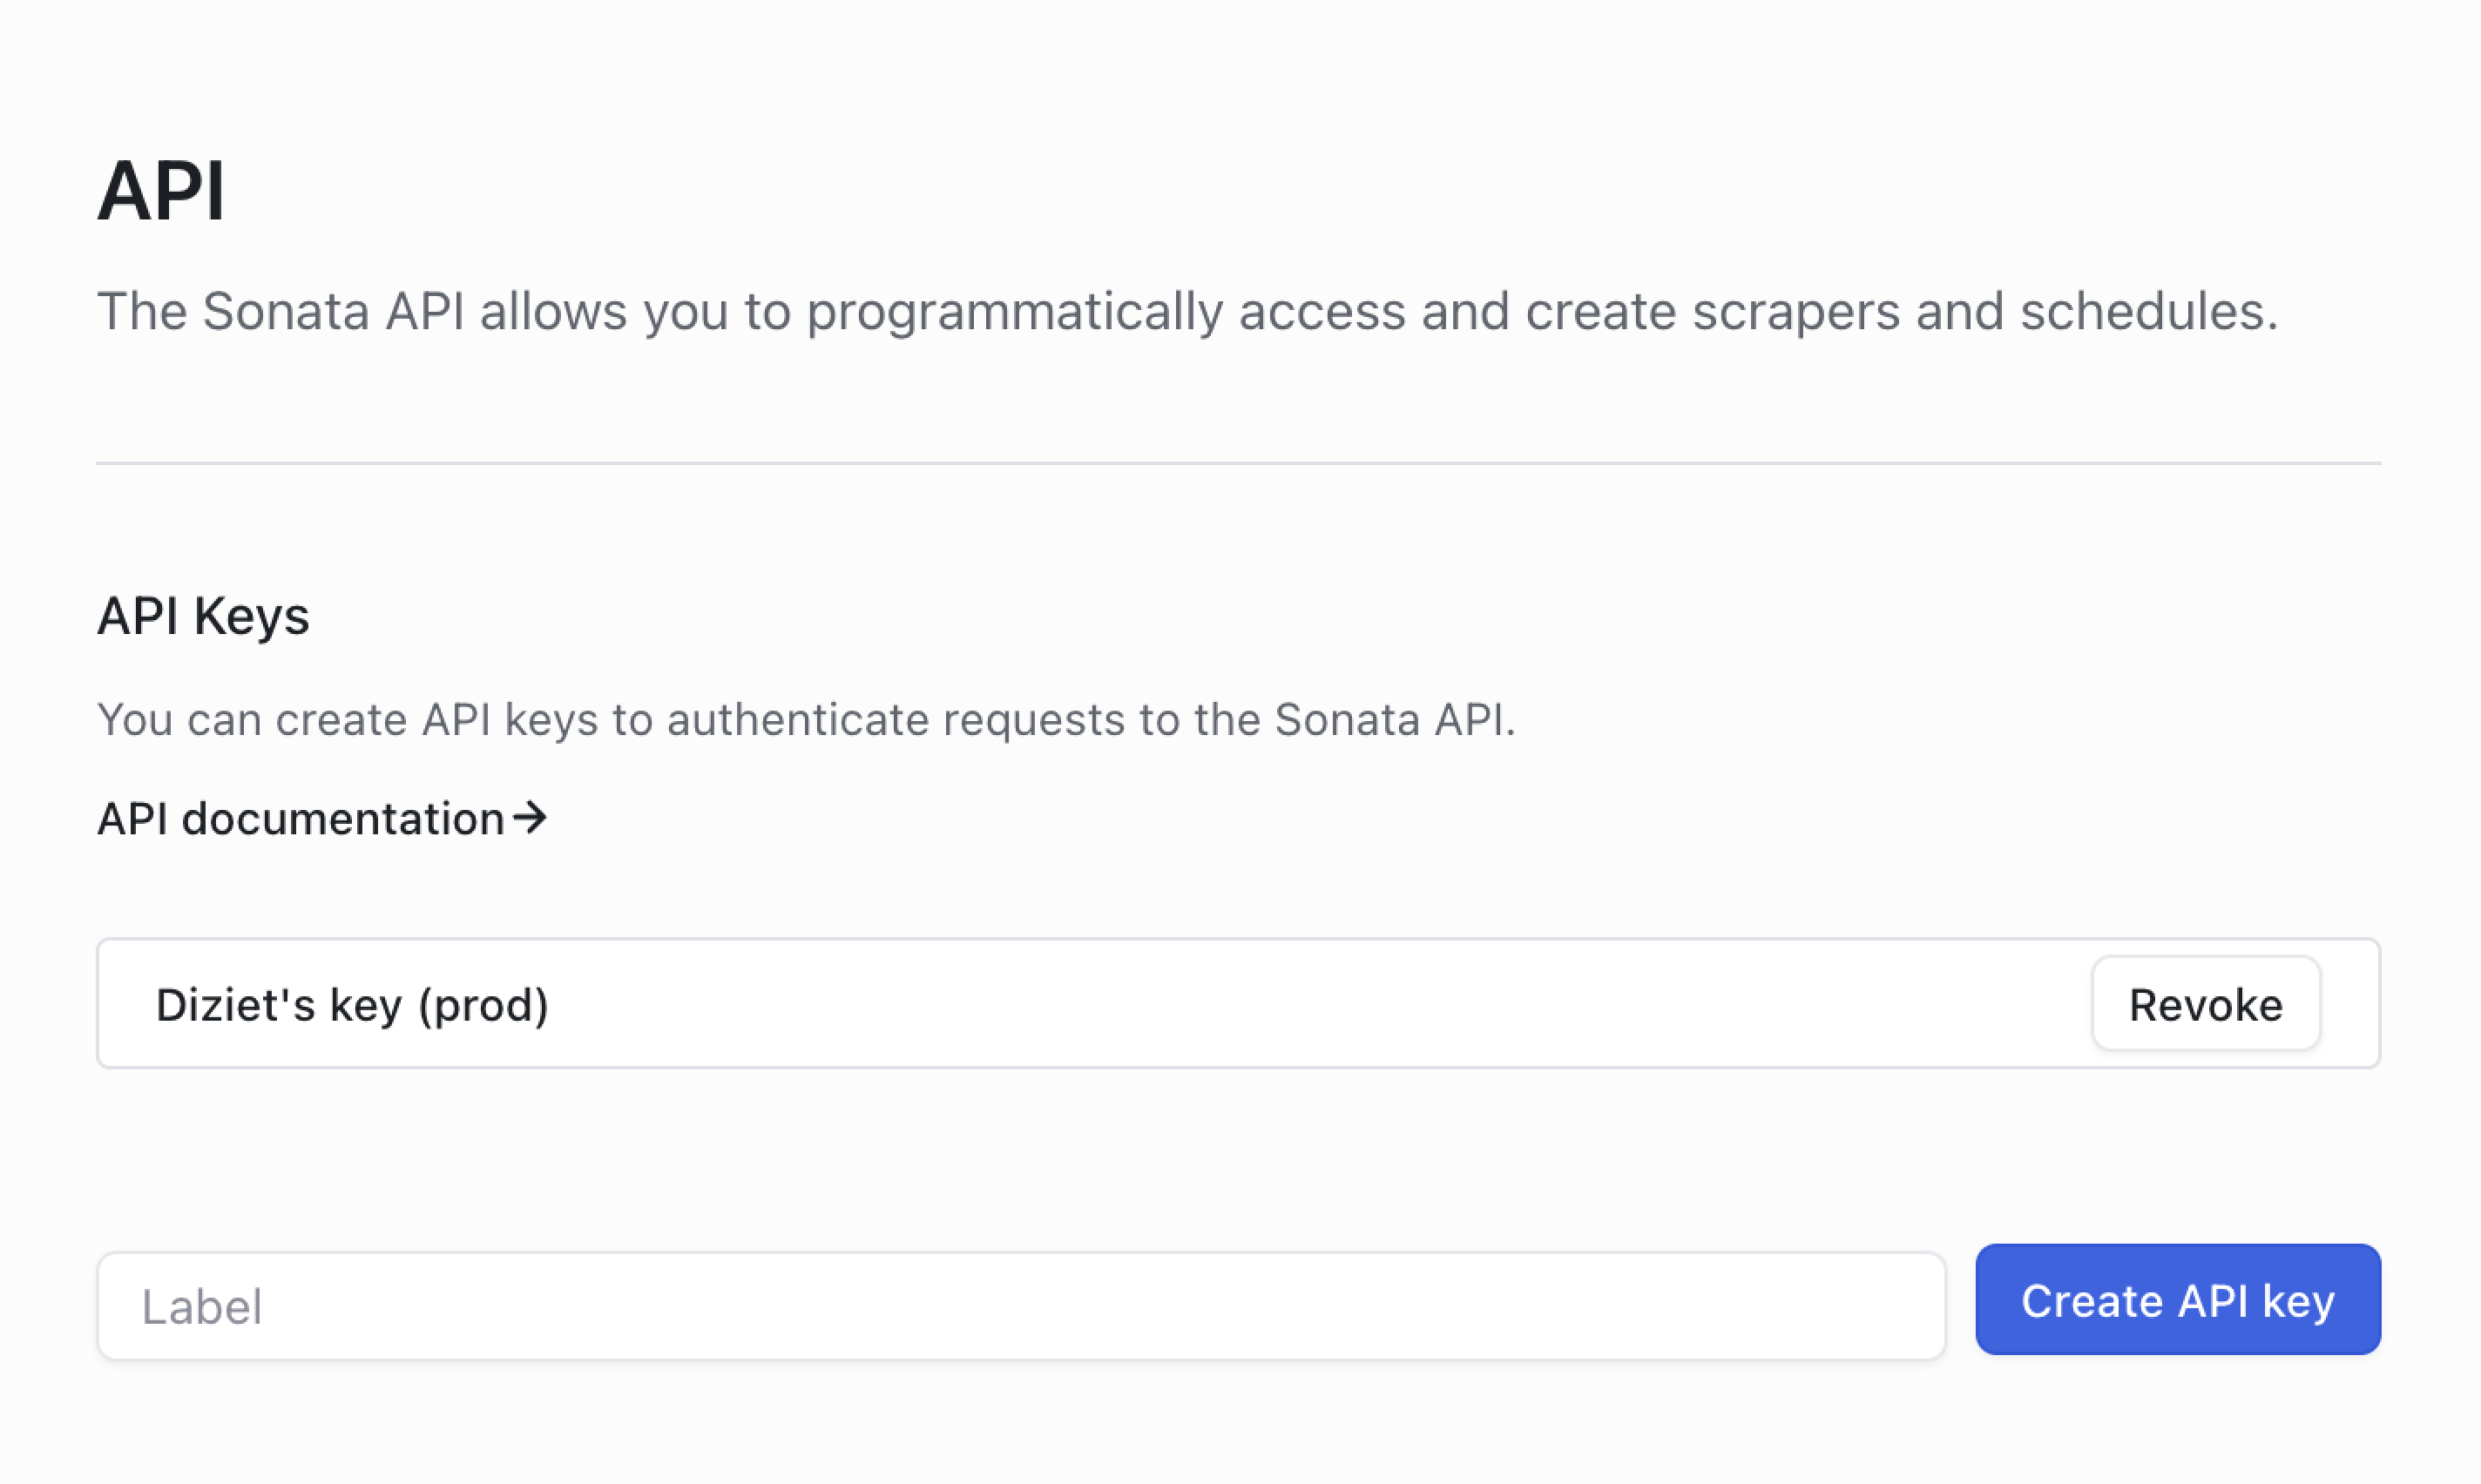 API
The Sonata API allows you to programmatically access and create scrapers and schedules.
API Keys
You can create API keys to authenticate requests to the Sonata API.
API documentation→
Diziet's key (prod)
Revoke
Label
Create API key